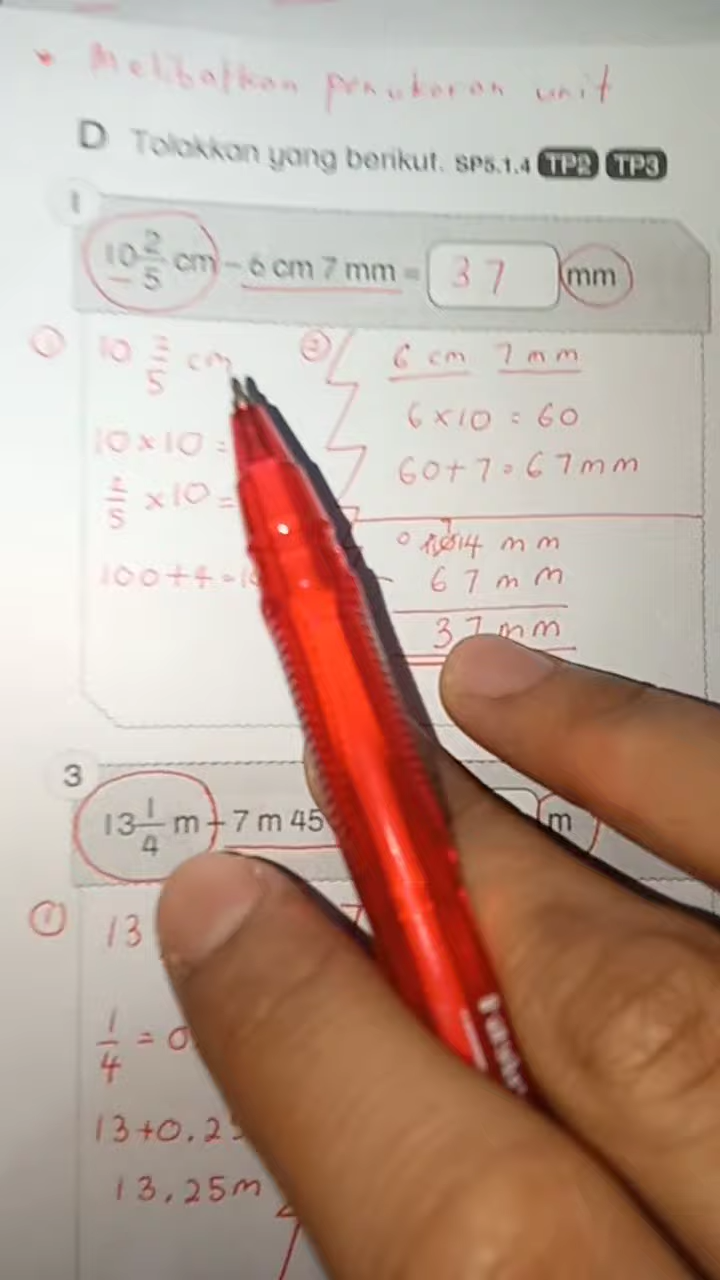 * Melibatkan penukaran unit
D Tolakkan yang berikut. SP5.1.4 TP2 TP3
1
10 2/5 cm - 6 cm 7 mm = 37 mm
① 10 2/5 cm
10 x 10 =
2/5 x 10 =
100 + 4 =
② 6 cm 7 mm
6 x 10 = 60
60 + 7 = 67 mm
14 mm
- 67 mm
37 mm
3
13 1/4 m - 7 m 45 m
① 13
1/4 = 0
13 + 0.25
13.25m